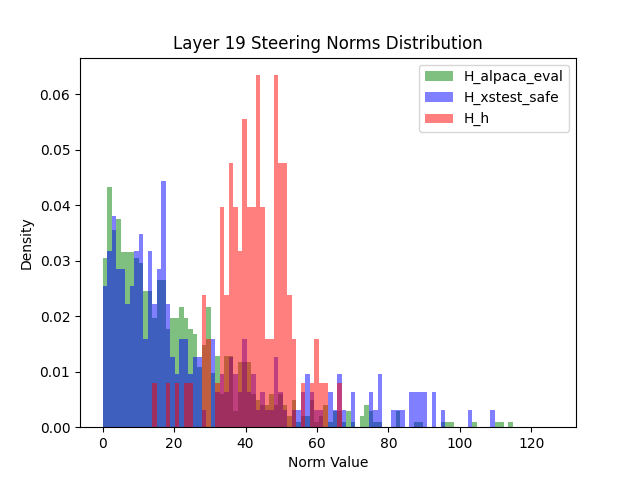 Layer 19 Steering Norms Distribution
H_alpaca_eval
H_xstest_safe
H_h
Density
0.06
0.05
0.04
0.03
0.02
0.01
0.00
0 20 40 60 80 100 120
Norm Value